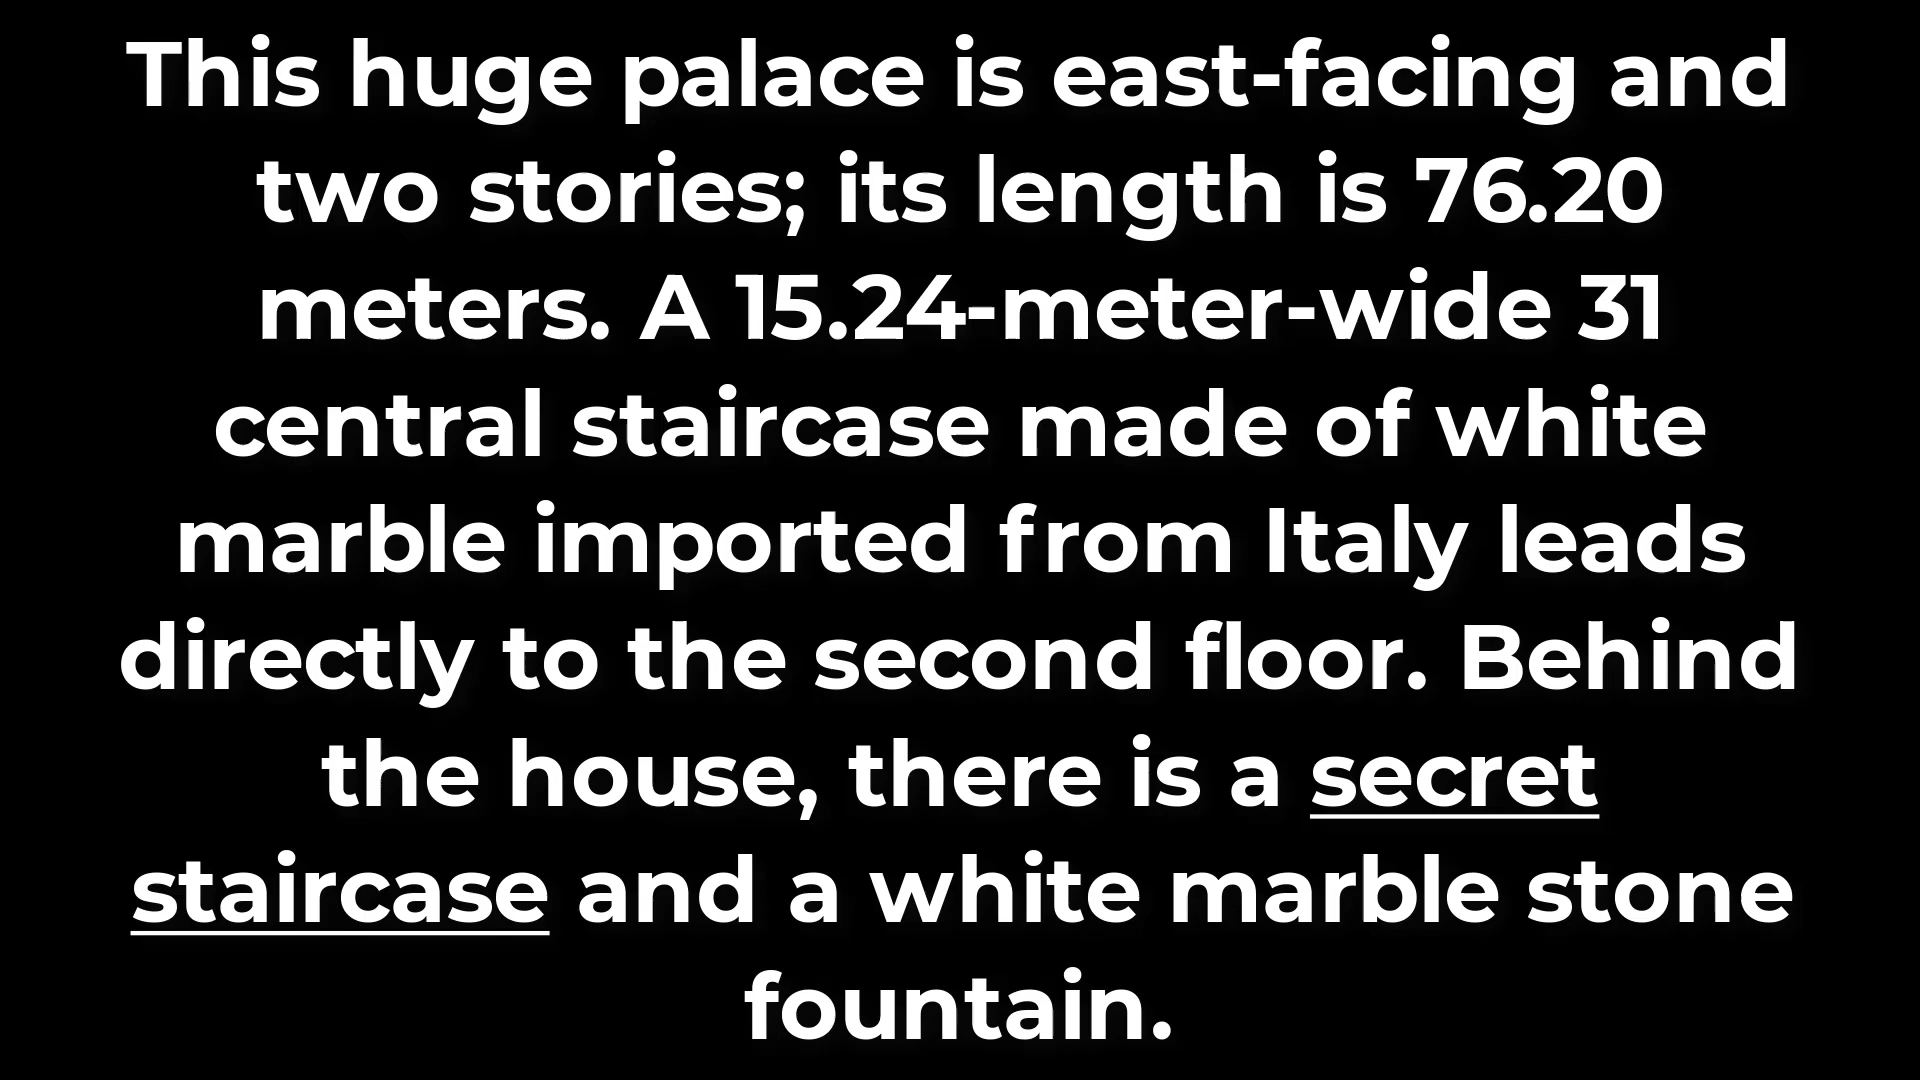 This huge palace is east-facing and
two stories; its length is 76.20
meters. A 15.24-meter-wide 31
central staircase made of white
marble imported from Italy leads
directly to the second floor. Behind
the house, there is a secret
staircase and a white marble stone
fountain.